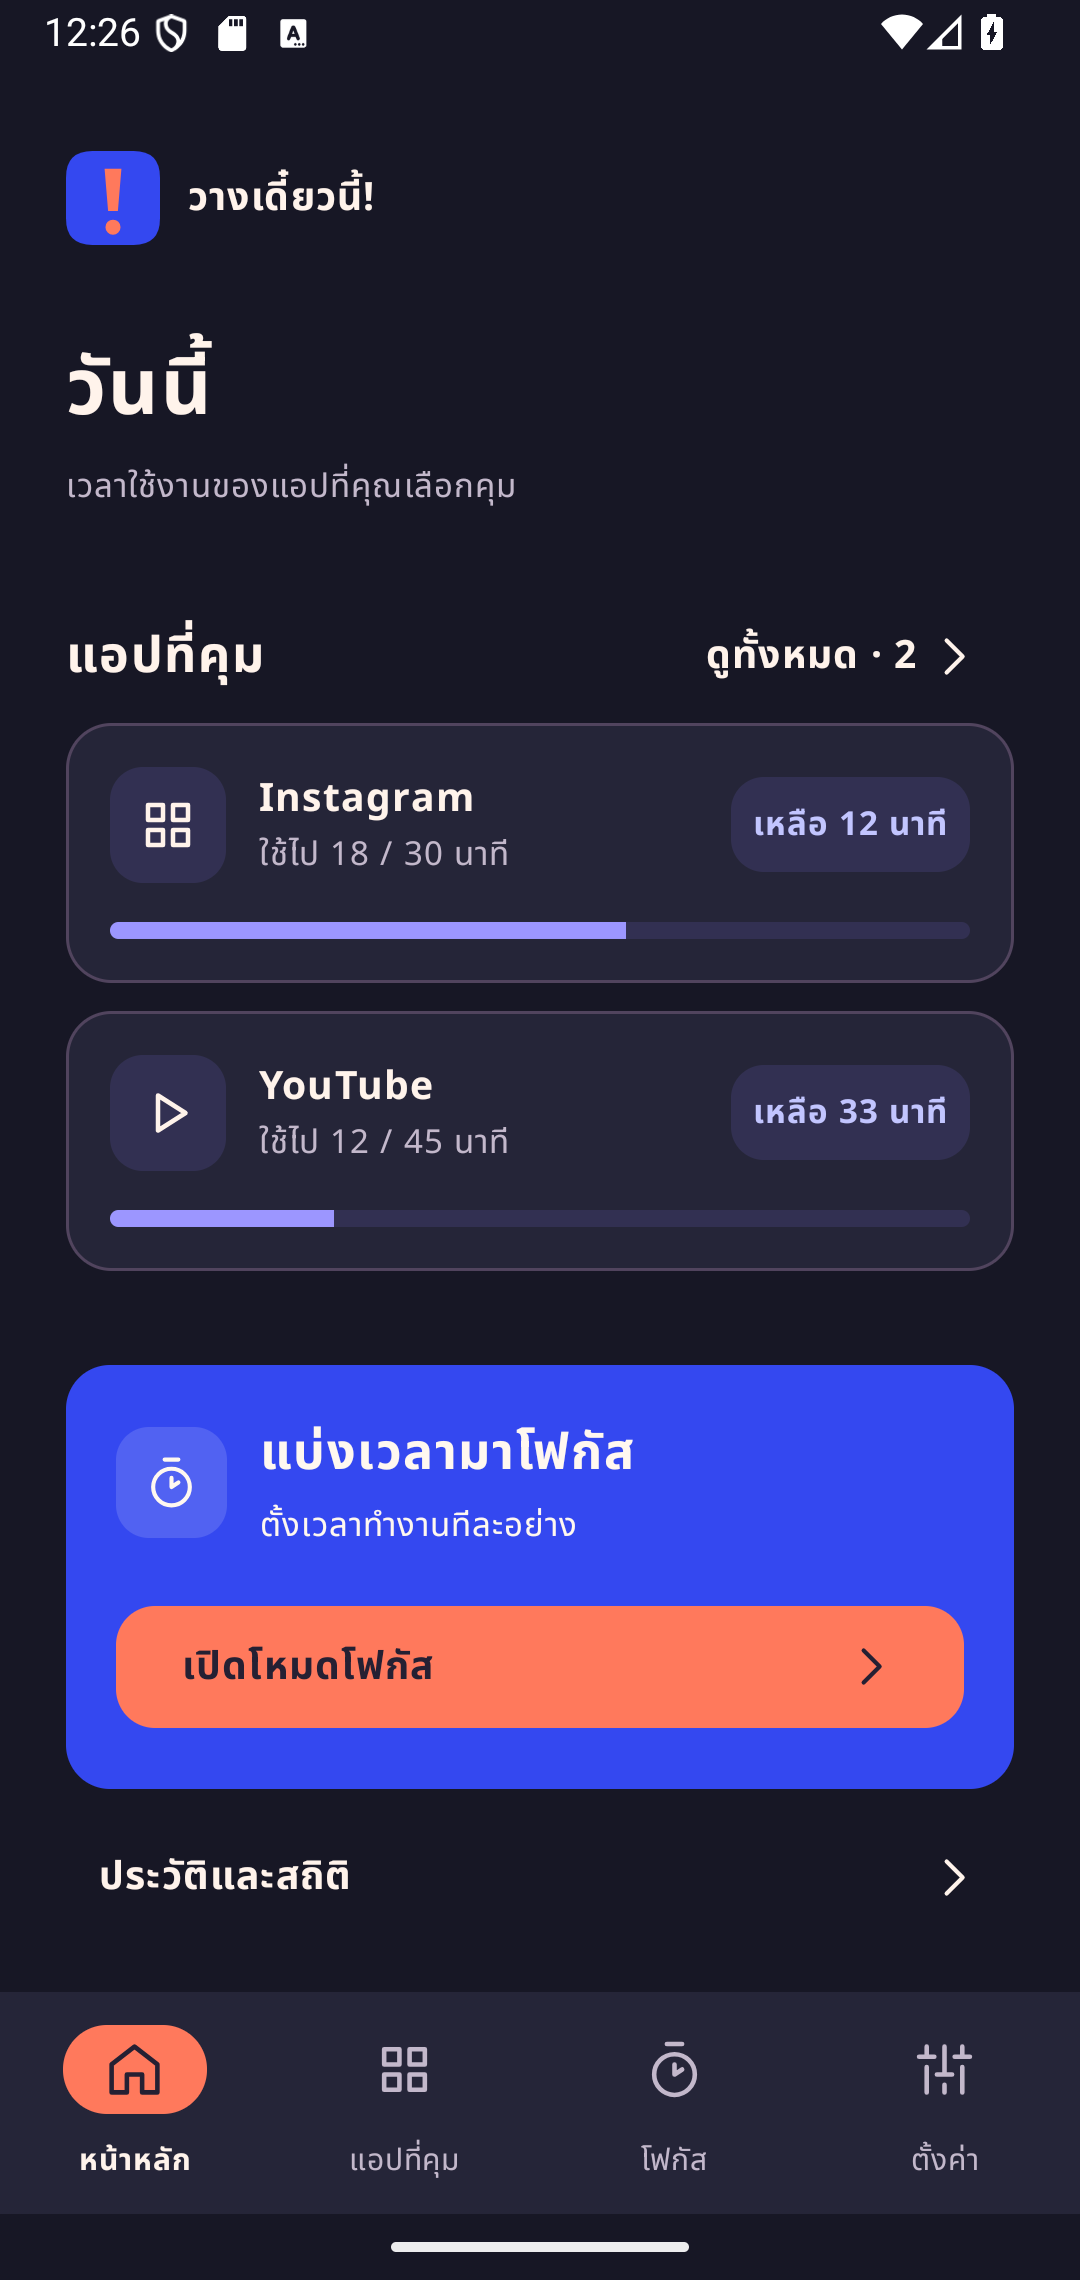 12:26
วางเดี๋ยวนี้!
วันนี้
เวลาใช้งานของแอปที่คุณเลือกคุม
แอปที่คุม
ดูทั้งหมด · 2
Instagram
ใช้ไป 18 / 30 นาที
เหลือ 12 นาที
YouTube
ใช้ไป 12 / 45 นาที
เหลือ 33 นาที
แบ่งเวลามาโฟกัส
ตั้งเวลาทำงานทีละอย่าง
เปิดโหมดโฟกัส
ประวัติและสถิติ
หน้าหลัก
แอปที่คุม
โฟกัส
ตั้งค่า